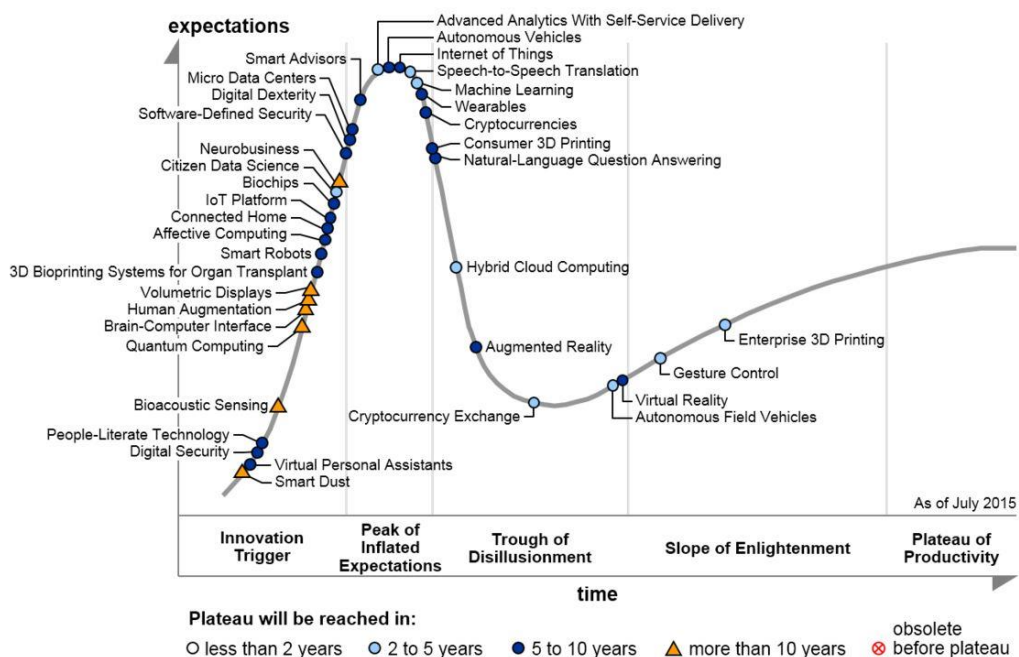 expectations
Advanced Analytics With Self-Service Delivery
Autonomous Vehicles
Internet of Things
Speech-to-Speech Translation
Machine Learning
Wearables
Cryptocurrencies
Consumer 3D Printing
Natural-Language Question Answering
Smart Advisors
Micro Data Centers
Digital Dexterity
Software-Defined Security
Neurobusiness
Citizen Data Science
Biochips
IoT Platform
Connected Home
Affective Computing
Smart Robots
3D Bioprinting Systems for Organ Transplant
Volumetric Displays
Human Augmentation
Brain-Computer Interface
Quantum Computing
Bioacoustic Sensing
People-Literate Technology
Digital Security
Virtual Personal Assistants
Smart Dust
Hybrid Cloud Computing
Augmented Reality
Cryptocurrency Exchange
Enterprise 3D Printing
Gesture Control
Virtual Reality
Autonomous Field Vehicles
As of July 2015
Innovation
Trigger
Peak of
Inflated
Expectations
Trough of
Disillusionment
Slope of Enlightenment
Plateau of
Productivity
time
Plateau will be reached in:
less than 2 years
2 to 5 years
5 to 10 years
more than 10 years
obsolete
before plateau